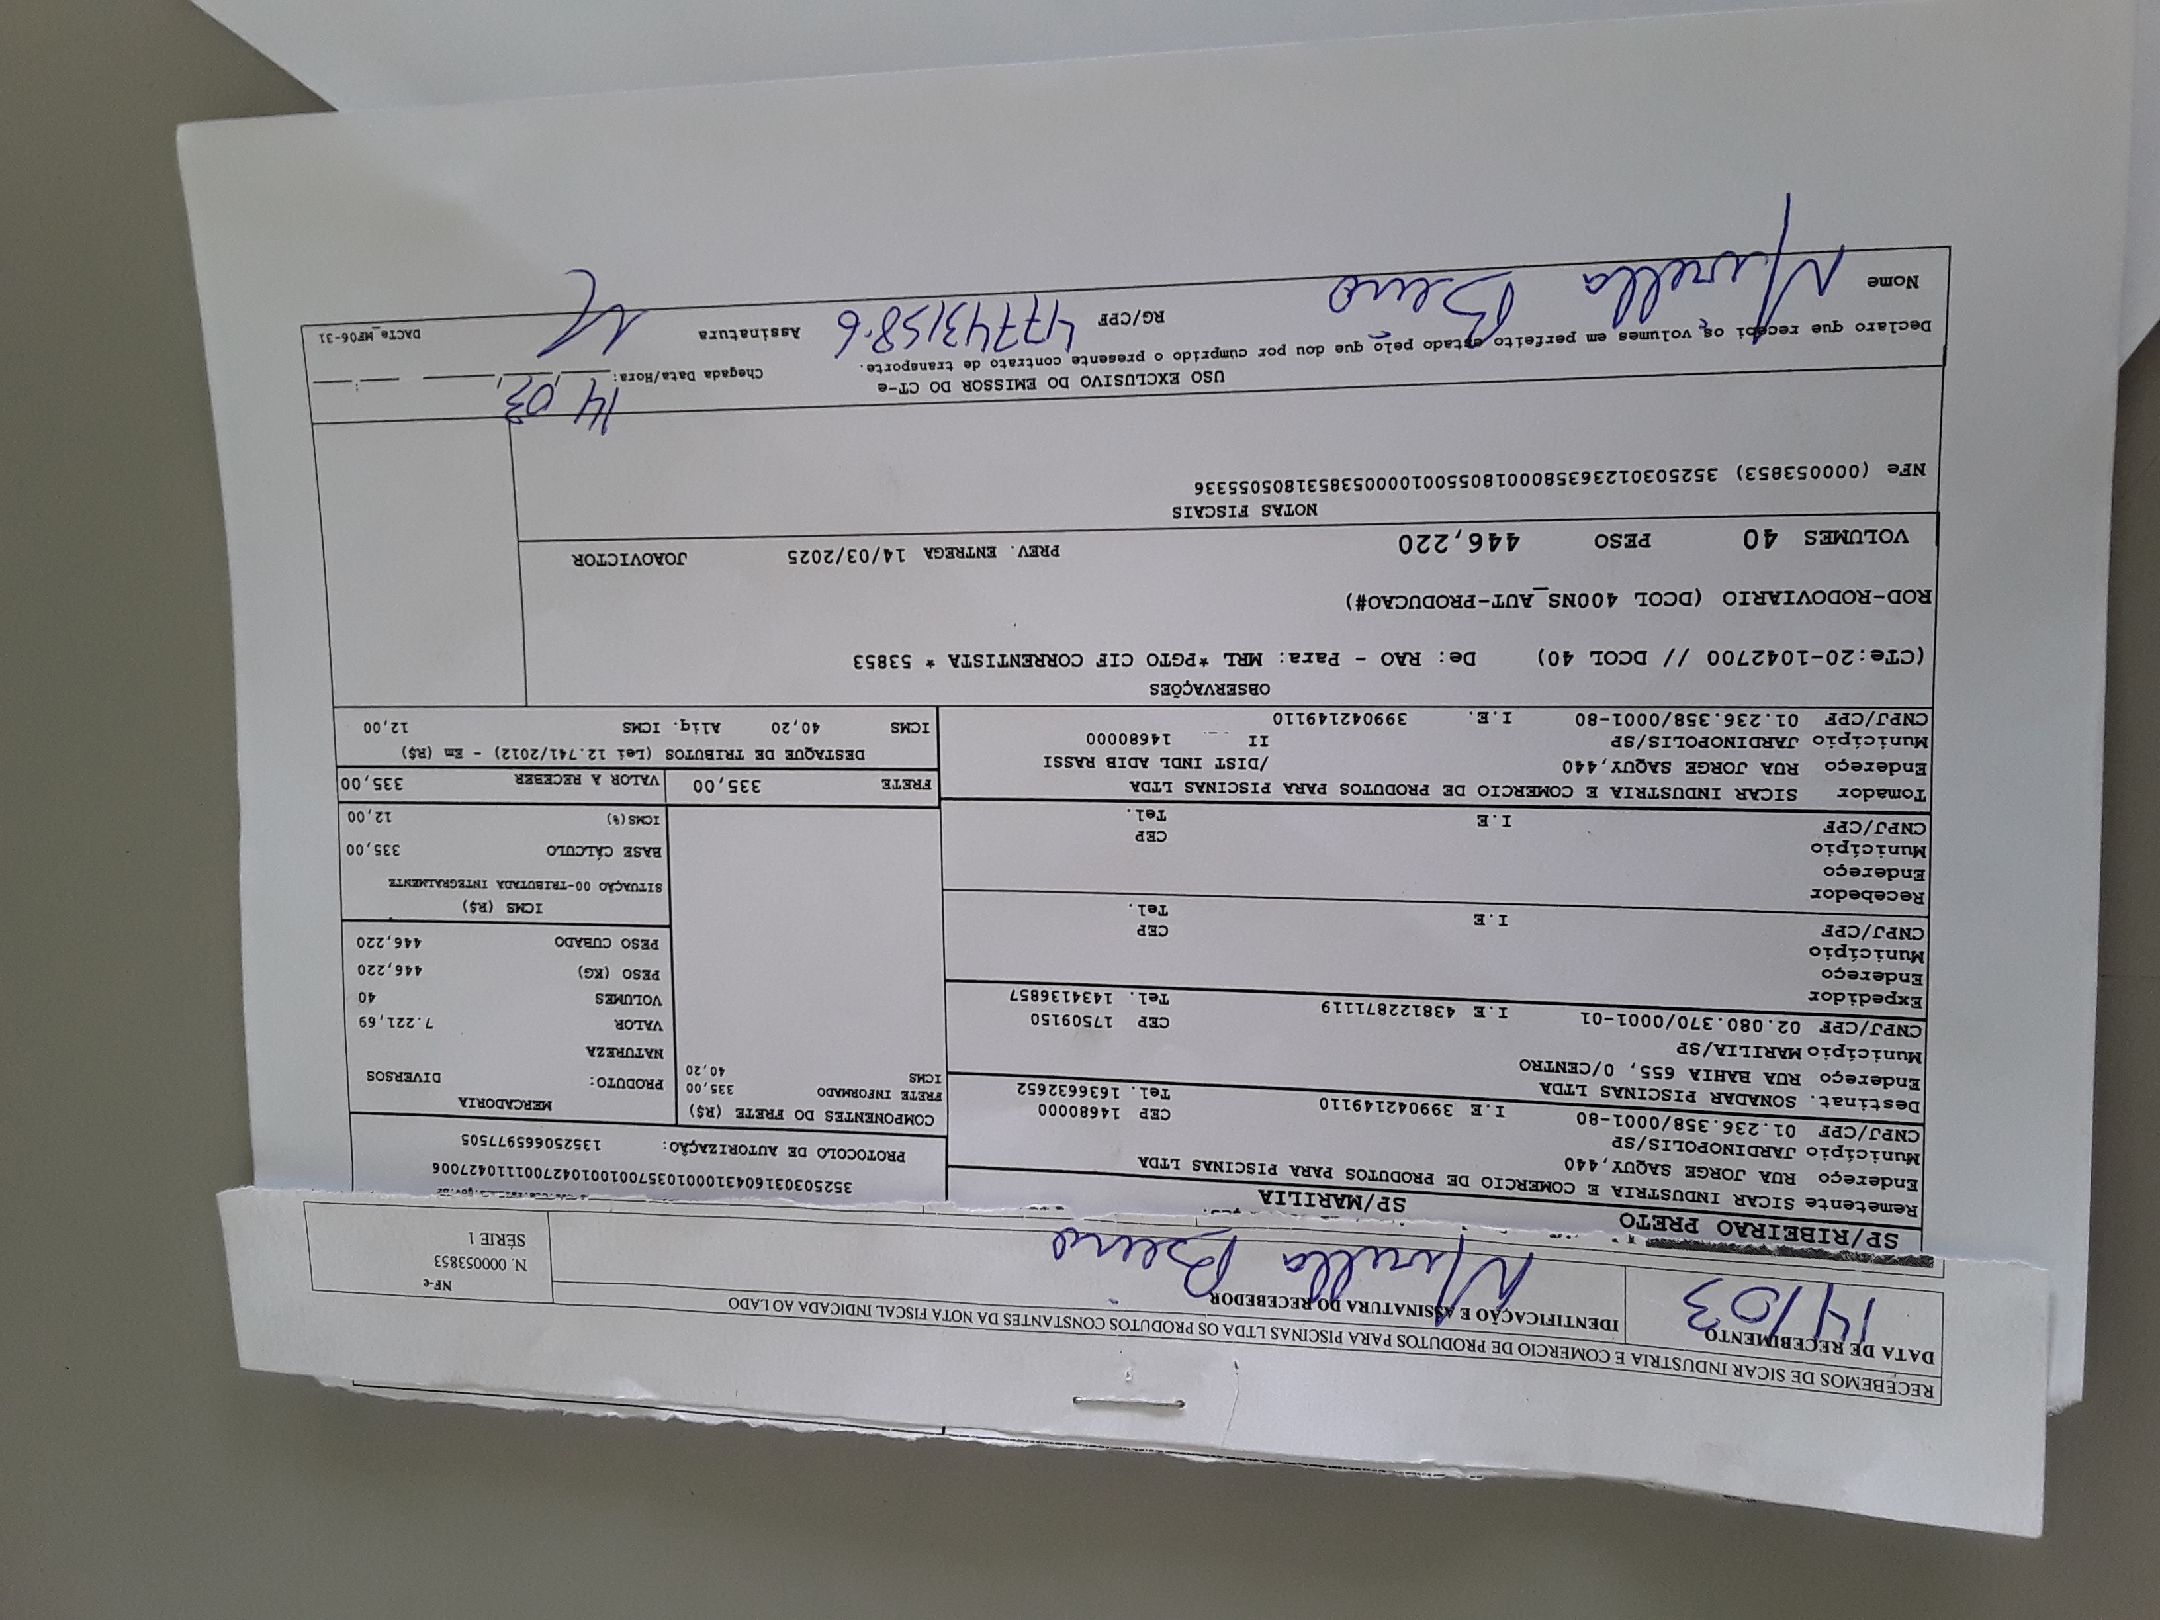 RECEBEMOS DE SICAR INDUSTRIA E COMERCIO DE PRODUTOS PARA PISCINAS LTDA OS PRODUTOS CONSTANTES DA NOTA FISCAL INDICADA AO LADO
DATA DE RECEBIMENTO
14/03
IDENTIFICAÇÃO E ASSINATURA DO RECEBEDOR
NF-e
N. 000053853
SÉRIE 1
SP/RIBEIRAO PRETO SP/MARILIA
Remetente SICAR INDUSTRIA E COMERCIO DE PRODUTOS PARA PISCINAS LTDA
Endereço RUA JORGE SAQUY,440
Município JARDINOPOLIS/SP CEP 14680000
CNPJ/CPF 01.236.358/0001-80 I.E 399042149110 Tel. 1636632652
Destinat. SONADAR PISCINAS LTDA
Endereço RUA BAHIA 655, 0/CENTRO
Município MARILIA/SP CEP 17509150
CNPJ/CPF 02.080.370/0001-01 I.E 438122871119 Tel. 1434136857
Expedidor
Endereço
Município CEP
CNPJ/CPF I.E Tel.
Recebedor
Endereço
Município CEP
CNPJ/CPF I.E Tel.
Tomador SICAR INDUSTRIA E COMERCIO DE PRODUTOS PARA PISCINAS LTDA
Endereço RUA JORGE SAQUY,440 /DIST INDL ADIB RASSI
Município JARDINOPOLIS/SP II 14680000
CNPJ/CPF 01.236.358/0001-80 I.E. 399042149110
35250303160431000103570010010427001110427006
PROTOCOLO DE AUTORIZAÇÃO: 135250665977505
COMPONENTES DO FRETE (R$)
FRETE INFORMADO 335,00
ICMS 40,20
MERCADORIA
PRODUTO: DIVERSOS
NATUREZA
VALOR 7.221,69
VOLUMES 40
PESO (KG) 446,220
PESO CUBADO 446,220
ICMS (R$)
SITUAÇÃO 00-TRIBUTADA INTEGRALMENTE
BASE CÁLCULO 335,00
ICMS(%) 12,00
FRETE 335,00 VALOR A RECEBER 335,00
DESTAQUE DE TRIBUTOS (Lei 12.741/2012) - Em (R$)
ICMS 40,20 Aliq. ICMS 12,00
OBSERVAÇÕES
(CTe:20-1042700 // DCOL 40) De: RAO - Para: MRL *PGTO CIF CORRENTISTA * 53853
ROD-RODOVIARIO (DCOL 400NS_AUT-PRODUCAO#)
VOLUMES 40 PESO 446,220 PREV. ENTREGA 14/03/2025 JOAOVICTOR
NOTAS FISCAIS
NFe (000053853) 35250301236358000180550010000538531805055336
USO EXCLUSIVO DO EMISSOR DO CT-e
Chegada Data/Hora: 14,03,
Declaro que recebi os volumes em perfeito estado pelo que dou por cumprido o presente contrato de transporte.
Nome RG/CPF 47743158-6 Assinatura
DACTe_MF06-31